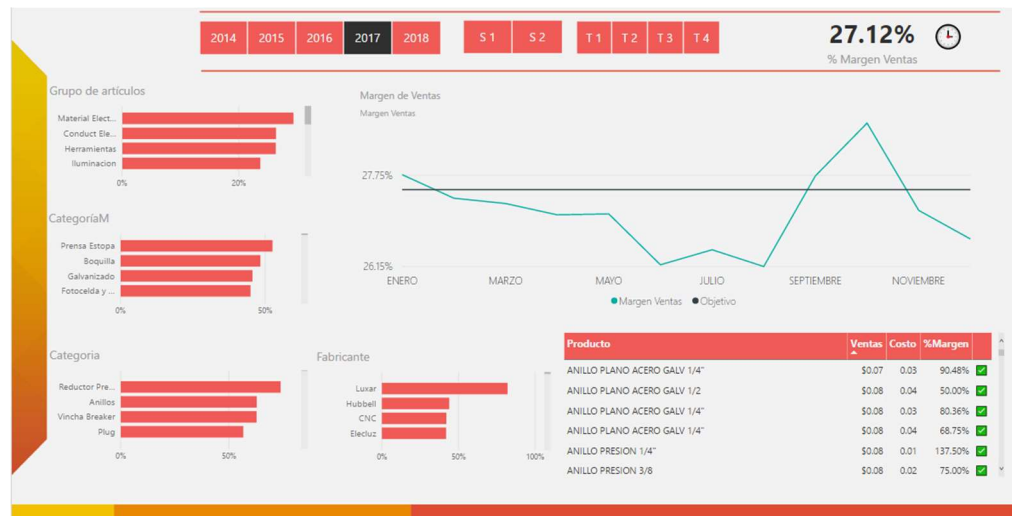 2014 2015 2016 2017 2018 S 1 S 2 T 1 T 2 T 3 T 4
27.12%
% Margen Ventas
Grupo de artículos
Material Elect...
Conduct Ele...
Herramientas
Iluminacion
0% 20%
Margen de Ventas
Margen Ventas
27.75%
26.15%
ENERO MARZO MAYO JULIO SEPTIEMBRE NOVIEMBRE
Margen Ventas Objetivo
CategoríaM
Prensa Estopa
Boquilla
Galvanizado
Fotocelda y ...
0% 50%
Categoria
Reductor Pre...
Anillos
Vincha Breaker
Plug
0% 50%
Fabricante
Luxar
Hubbell
CNC
Elecluz
0% 50% 100%
Producto Ventas Costo %Margen
ANILLO PLANO ACERO GALV 1/4" $0.07 0.03 90.48%
ANILLO PLANO ACERO GALV 1/2 $0.08 0.04 50.00%
ANILLO PLANO ACERO GALV 1/4" $0.08 0.03 80.36%
ANILLO PLANO ACERO GALV 1/4" $0.08 0.04 68.75%
ANILLO PRESION 1/4" $0.08 0.01 137.50%
ANILLO PRESION 3/8 $0.08 0.02 75.00%